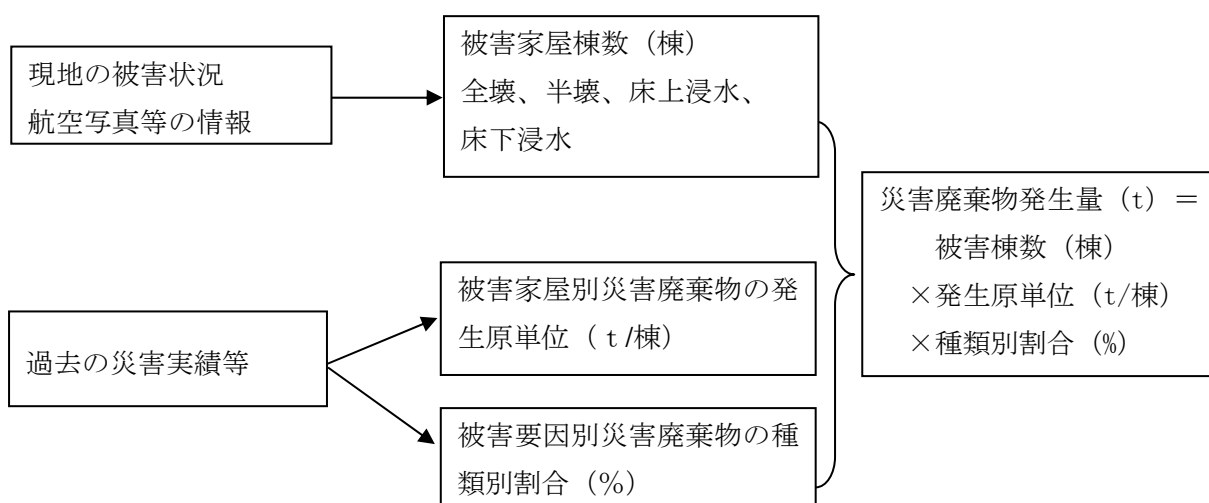 現地の被害状況
航空写真等の情報
被害家屋棟数（棟）
全壊、半壊、床上浸水、
床下浸水
過去の災害実績等
被害家屋別災害廃棄物の発
生原単位（ｔ/棟）
被害要因別災害廃棄物の種
類別割合（％）
災害廃棄物発生量（t）＝
被害棟数（棟）
×発生原単位（t/棟）
×種類別割合（%）